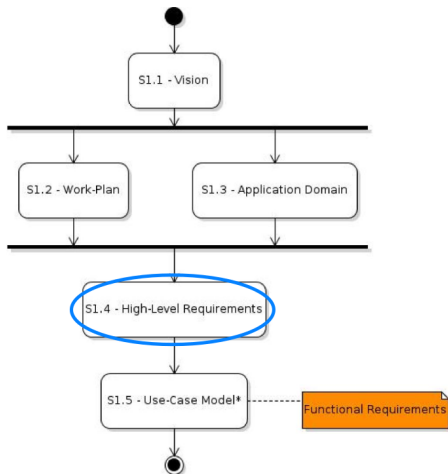 S1.1 - Vision
S1.2 - Work-Plan
S1.3 - Application Domain
S1.4 - High-Level Requirements
S1.5 - Use-Case Model*
Functional Requirements